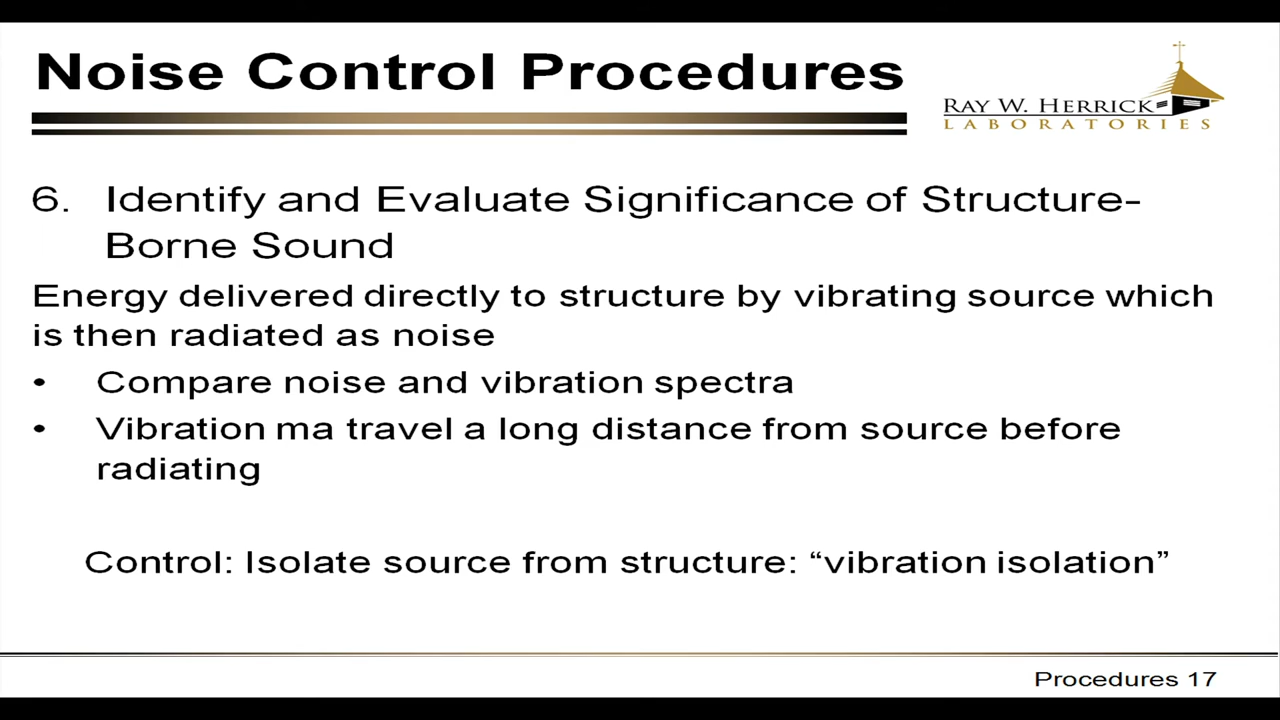 Noise Control Procedures
RAY W. HERRICK
LABORATORIES
6. Identify and Evaluate Significance of Structure-
Borne Sound
Energy delivered directly to structure by vibrating source which
is then radiated as noise
• Compare noise and vibration spectra
• Vibration ma travel a long distance from source before
radiating
Control: Isolate source from structure: “vibration isolation”
Procedures 17